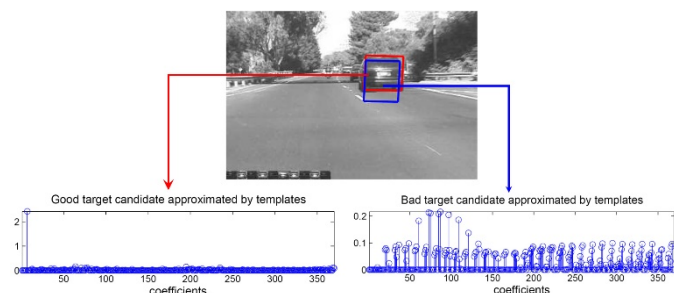 Good target candidate approximated by templates
2
1
0
50 100 150 200 250 300 350
coefficients
Bad target candidate approximated by templates
0.2
0.1
0
50 100 150 200 250 300 350
coefficients